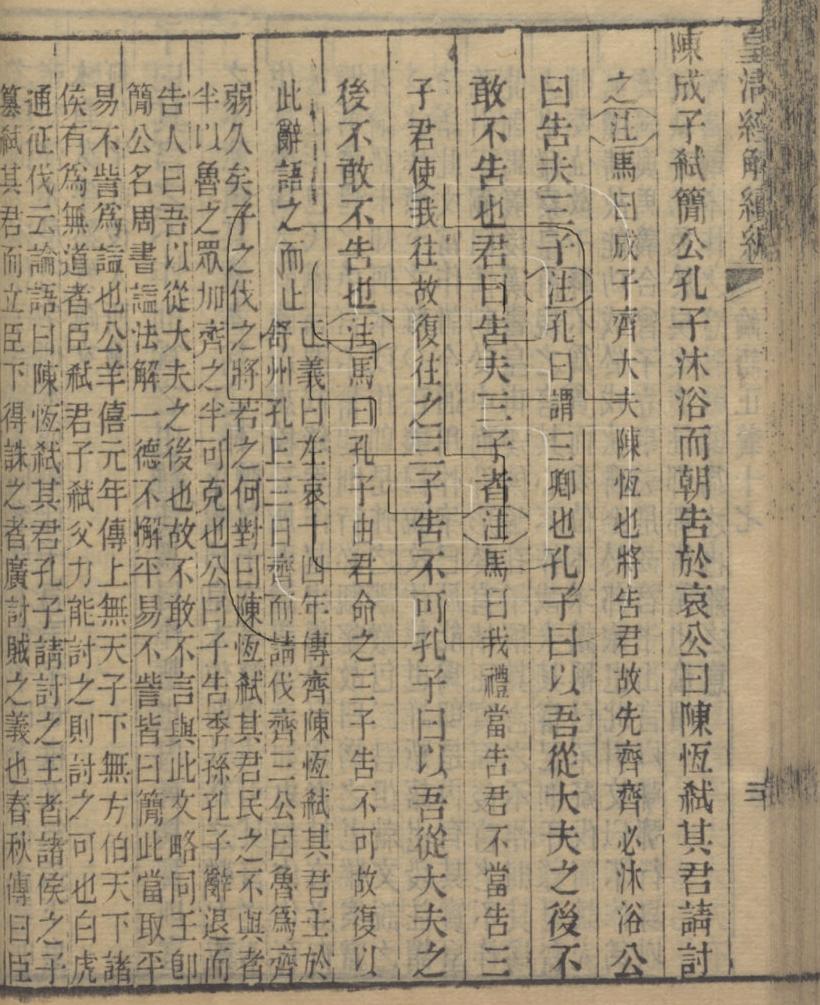 皇清經解續編
三
陳成子弒簡公孔子沐浴而朝告於哀公曰陳恆弒其君請討
之注馬曰成子齊大夫陳恆也將告君故先齊齊必沐浴公
曰告夫三子注孔曰謂三卿也孔子曰以吾從大夫之後不
敢不告也君曰告夫三子者注馬曰我禮當告君不當告三
子君使我往故復往之三子告不可孔子曰以吾從大夫之
後不敢不告也注馬曰孔子由君命之三子告不可故復以
此辭語之而止
正義曰左哀十四年傳齊陳恆弒其君壬於
舒州孔丘三日齊而請伐齊三公曰魯爲齊
弱久矣子之伐之將若之何對曰陳恆弒其君民之不與者
半以魯之眾加齊之半可克也公曰子告季孫孔子辭退而
告人曰吾以從大夫之後也故不敢不言與此文略同王卽
簡公名周書諡法解一德不懈平易不訾皆曰簡此當取平
易不訾爲諡也公羊僖元年傳上無天子下無方伯天下諸
侯有爲無道者臣弒君子弒父力能討之則討之可也白虎
通征伐云論語曰陳恆弒其君孔子請討之王者諸侯之子
篡弒其君而立臣下得誅之者廣討賊之義也春秋傳曰臣